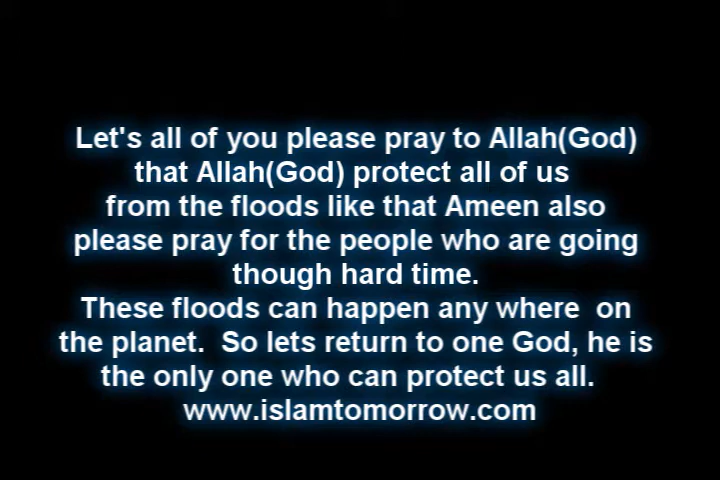 Let's all of you please pray to Allah(God)
that Allah(God) protect all of us
from the floods like that Ameen also
please pray for the people who are going
though hard time.
These floods can happen any where  on
the planet.  So lets return to one God, he is
the only one who can protect us all.
www.islamtomorrow.com